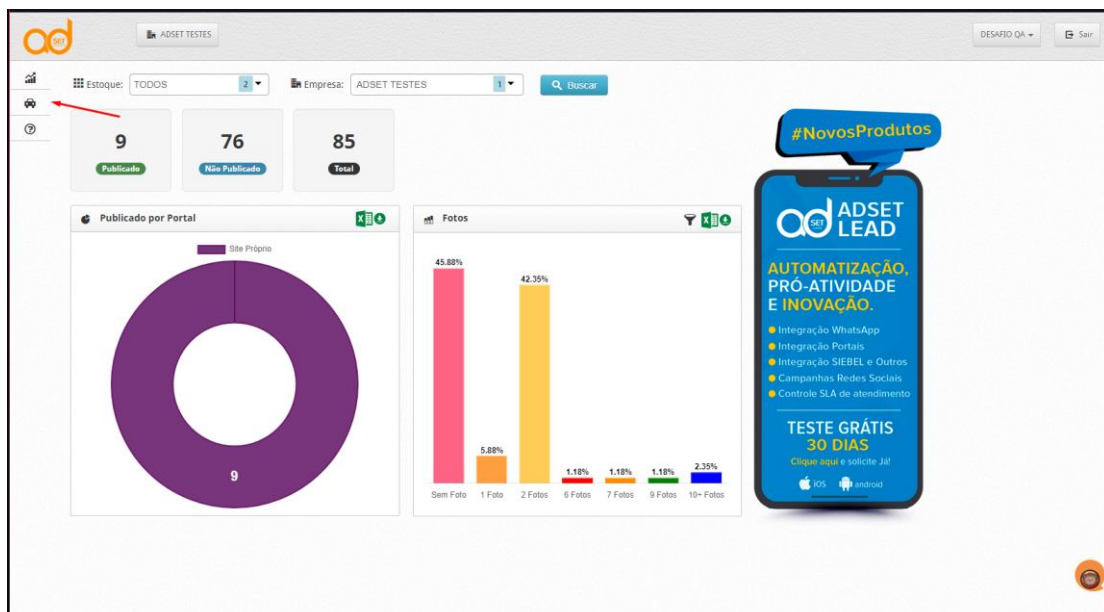 ad SET
ADSET TESTES
DESAFIO QA
Sair
Estoque: TODOS 2
Empresa: ADSET TESTES 1
Buscar
9
Publicado
76
Não Publicado
85
Total
Publicado por Portal
Site Próprio
9
Fotos
45.88%
5.88%
42.35%
1.18%
1.18%
1.18%
2.35%
Sem Foto
1 Foto
2 Fotos
6 Fotos
7 Fotos
9 Fotos
10+ Fotos
#NovosProdutos
ad SET ADSET
LEAD
AUTOMATIZAÇÃO,
PRÓ-ATIVIDADE
E INOVAÇÃO.
Integração WhatsApp
Integração Portais
Integração SIEBEL e Outros
Campanhas Redes Sociais
Controle SLA de atendimento
TESTE GRÁTIS
30 DIAS
Clique aqui e solicite Já!
iOS android